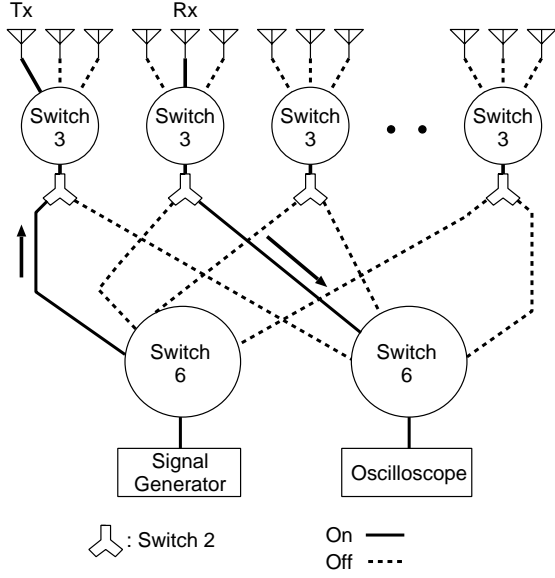 Tx
Rx
Switch
3
Switch
3
Switch
3
Switch
3
Switch
6
Switch
6
Signal
Generator
Oscilloscope
: Switch 2
On
Off